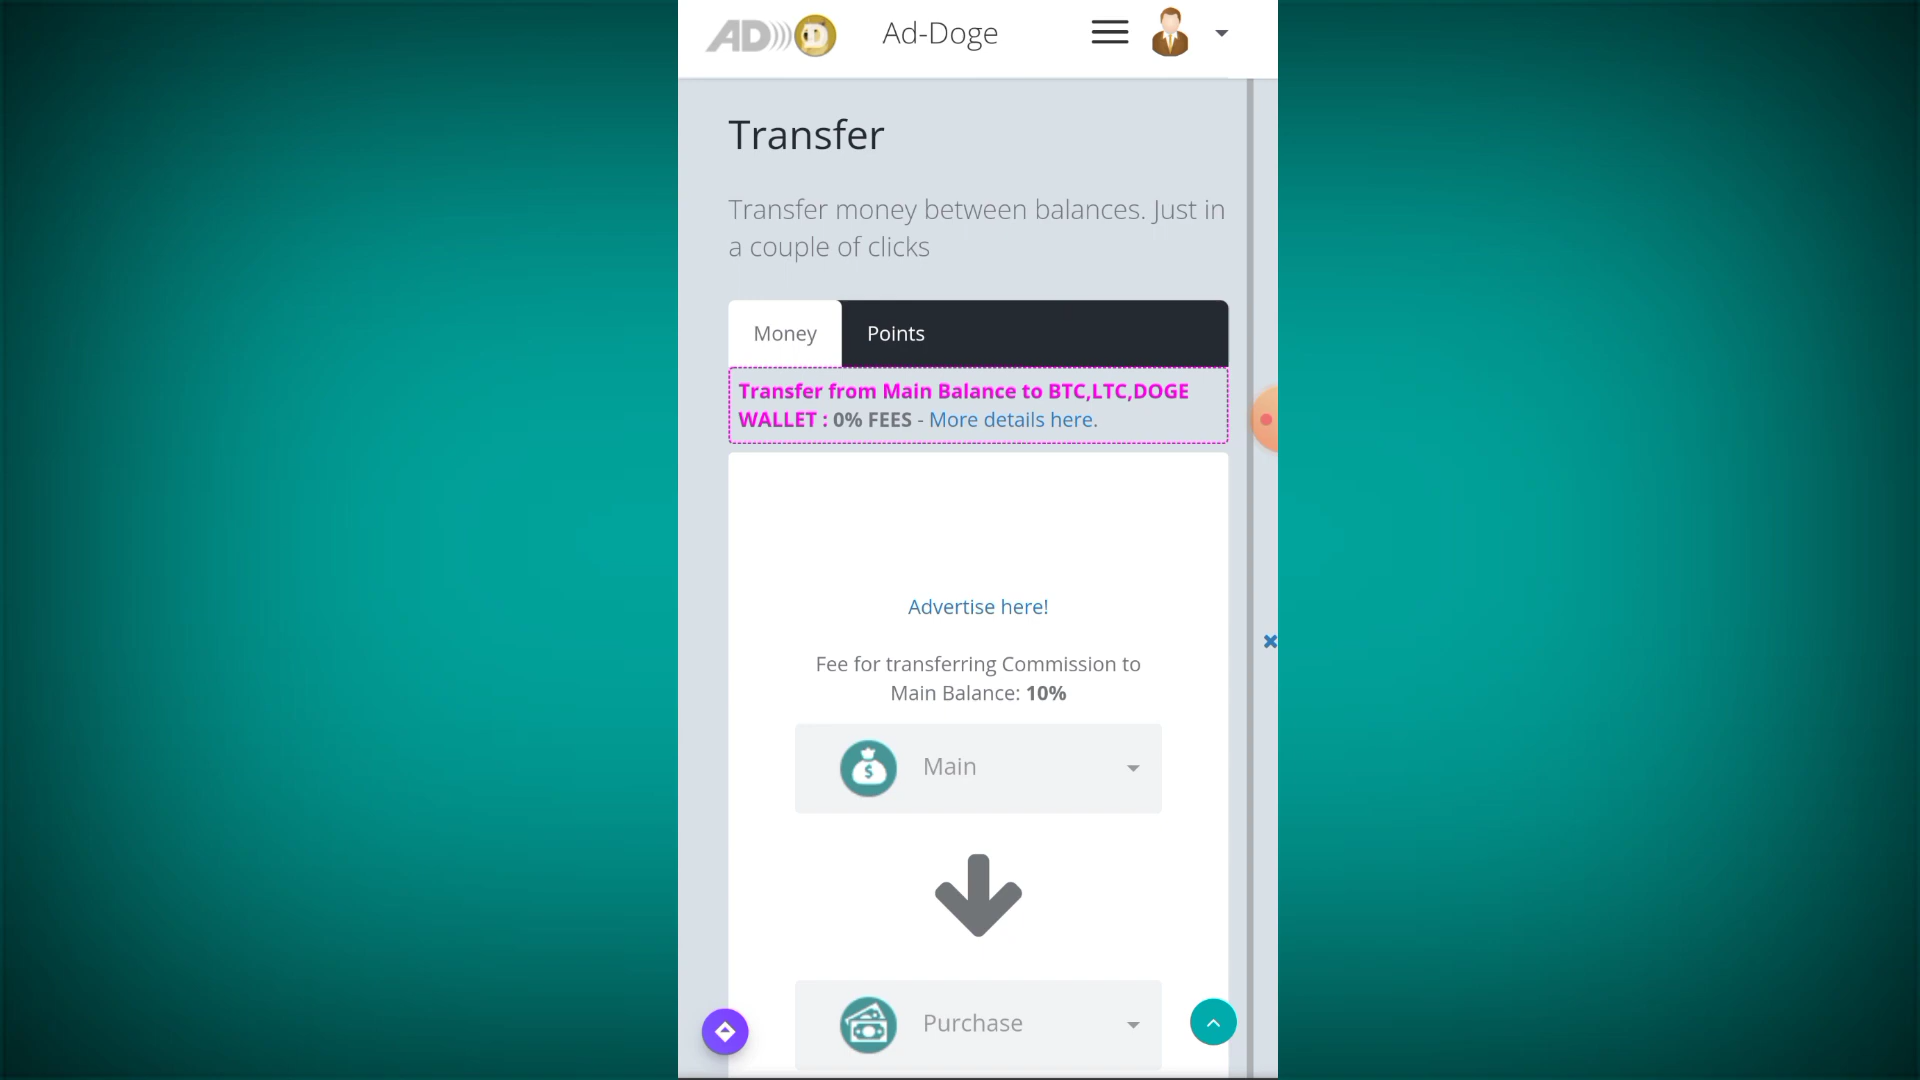 AD
Ad-Doge
Transfer
Transfer money between balances. Just in
a couple of clicks
Money
Points
Transfer from Main Balance to BTC,LTC,DOGE
WALLET : 0% FEES - More details here.
Advertise here!
Fee for transferring Commission to
Main Balance: 10%
Main
Purchase